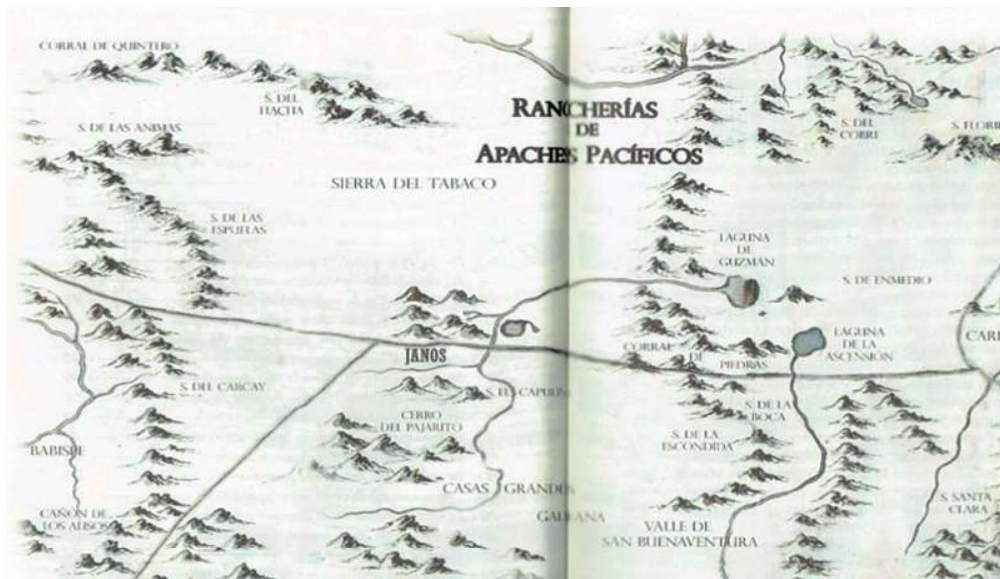 CORRAL DE QUINTERO
S. DEL
HACHA
RANCHERÍAS
DE
APACHES PACÍFICOS
S. DEL
COBRE
S. DE LAS ANIMAS
SIERRA DEL TABACO
S. DE LAS
ESPUELAS
LAGUNA
DE
GUZMÁN
S. DE ENMEDIO
LAGUNA
DE LA
ASCENSIÓN
JANOS
CORRAL
DE
PIEDRAS
S. DEL CARCAY
CERRO
DEL PAJARITO
S. DE LA
BOCA
S. DE LA
ESCONDIDA
BABISPE
CASAS GRANDES
S. SANTA
CLARA
CAÑON DE
LOS ALISOS
GALEANA
VALLE DE
SAN BUENAVENTURA